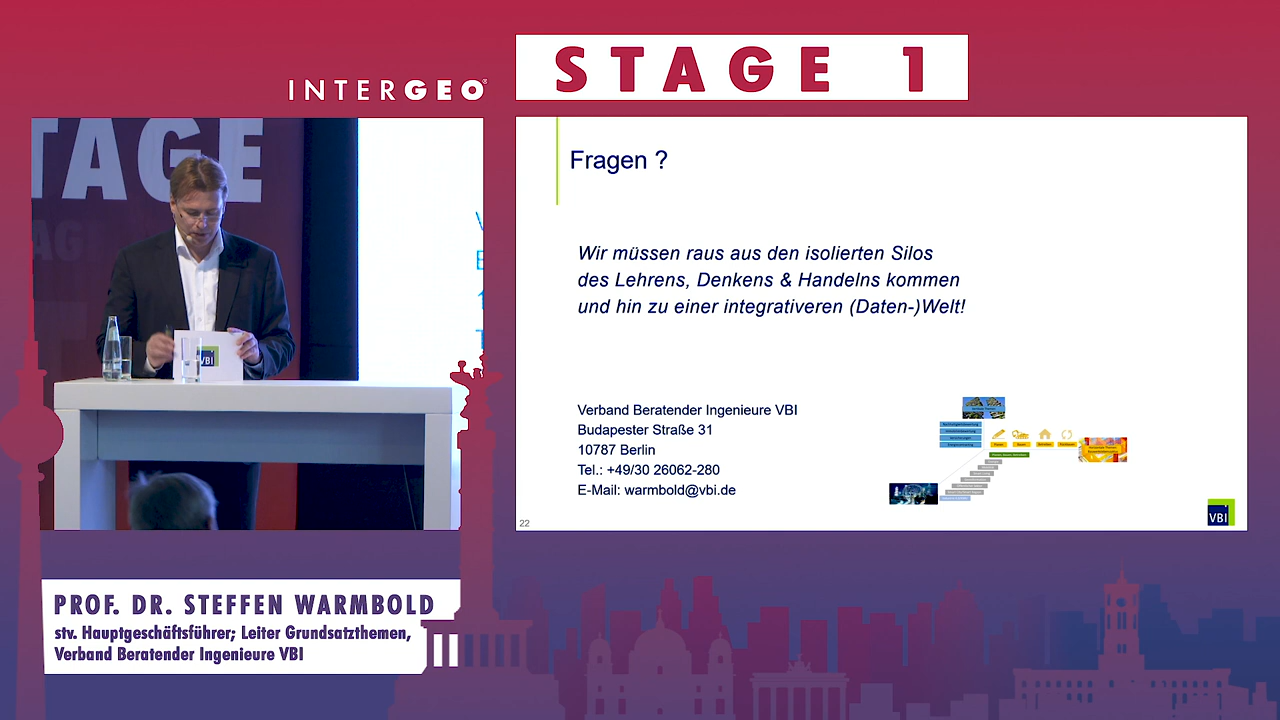 INTERGEO
STAGE 1
TAGE
Fragen ?
Wir müssen raus aus den isolierten Silos
des Lehrens, Denkens & Handelns kommen
und hin zu einer integrativeren (Daten-)Welt!
Verband Beratender Ingenieure VBI
Budapester Straße 31
10787 Berlin
Tel.: +49/30 26062-280
E-Mail: warmbold@vbi.de
22
VBI
VBI
PROF. DR. STEFFEN WARMBOLD
stv. Hauptgeschäftsführer; Leiter Grundsatzthemen,
Verband Beratender Ingenieure VBI